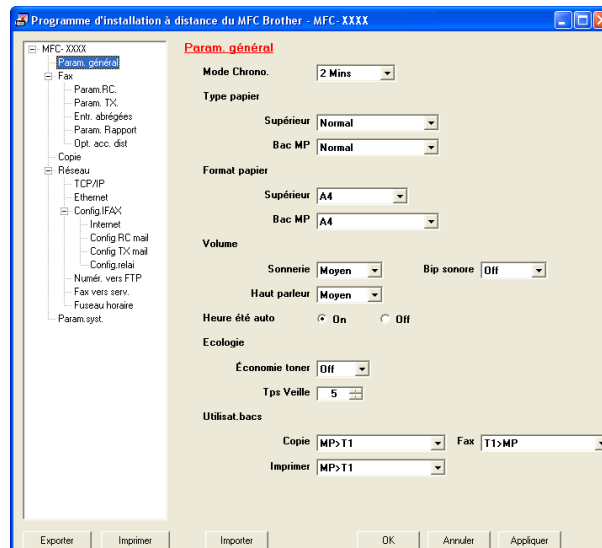 Programme d'installation à distance du MFC Brother - MFC-XXXX
MFC- XXXX
Param. général
Fax
Param.RC.
Param. TX.
Entr. abrégées
Param. Rapport
Opt. acc. dist
Copie
Réseau
TCP/IP
Ethernet
Config.IFAX
Internet
Config RC mail
Config TX mail
Config.relai
Numér. vers FTP
Fax vers serv.
Fuseau horaire
Param.syst.
Param. général
Mode Chrono. 2 Mins
Type papier
Supérieur Normal
Bac MP Normal
Format papier
Supérieur A4
Bac MP A4
Volume
Sonnerie Moyen Bip sonore Off
Haut parleur Moyen
Heure été auto On Off
Ecologie
Économie toner Off
Tps Veille 5
Utilisat.bacs
Copie MP>T1 Fax T1>MP
Imprimer MP>T1
Exporter Imprimer Importer OK Annuler Appliquer